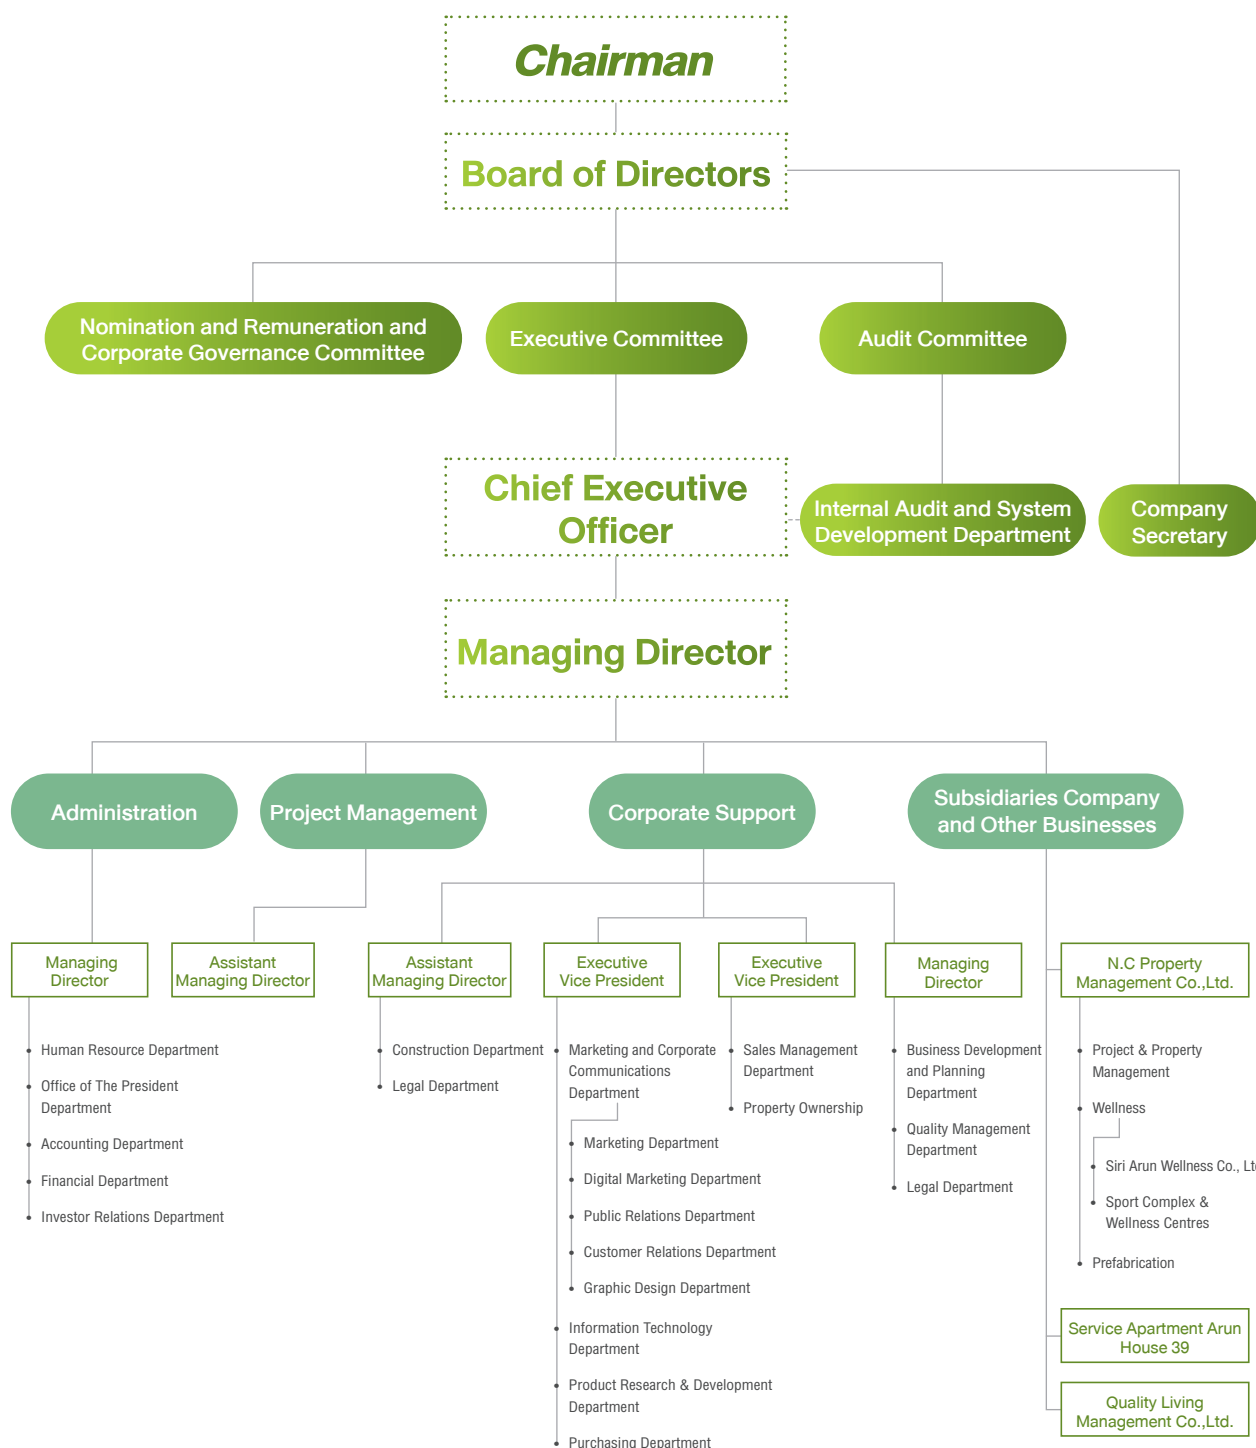 Chairman
Board of Directors
Nomination and Remuneration and
Corporate Governance Committee
Executive Committee
Audit Committee
Chief Executive
Officer
Internal Audit and System
Development Department
Company
Secretary
Managing Director
Administration
Project Management
Corporate Support
Subsidiaries Company
and Other Businesses
Managing
Director
Human Resource Department
Office of The President
Department
Accounting Department
Financial Department
Investor Relations Department
Assistant
Managing Director
Assistant
Managing Director
Construction Department
Legal Department
Executive
Vice President
Marketing and Corporate
Communications
Department
Marketing Department
Digital Marketing Department
Public Relations Department
Customer Relations Department
Graphic Design Department
Information Technology
Department
Product Research & Development
Department
Purchasing Department
Executive
Vice President
Sales Management
Department
Property Ownership
Managing
Director
Business Development
and Planning
Department
Quality Management
Department
Legal Department
N.C Property
Management Co.,Ltd.
Project & Property
Management
Wellness
Siri Arun Wellness Co., Lt
Sport Complex &
Wellness Centres
Prefabrication
Service Apartment Arun
House 39
Quality Living
Management Co.,Ltd.